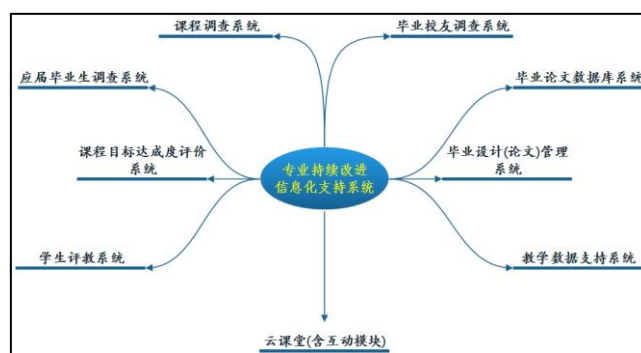 课程调查系统
毕业校友调查系统
应届毕业生调查系统
毕业论文数据库系统
课程目标达成度评价
系统
专业持续改进
信息化支持系统
毕业设计(论文)管理
系统
学生评教系统
教学数据支持系统
云课堂(含互动模块)